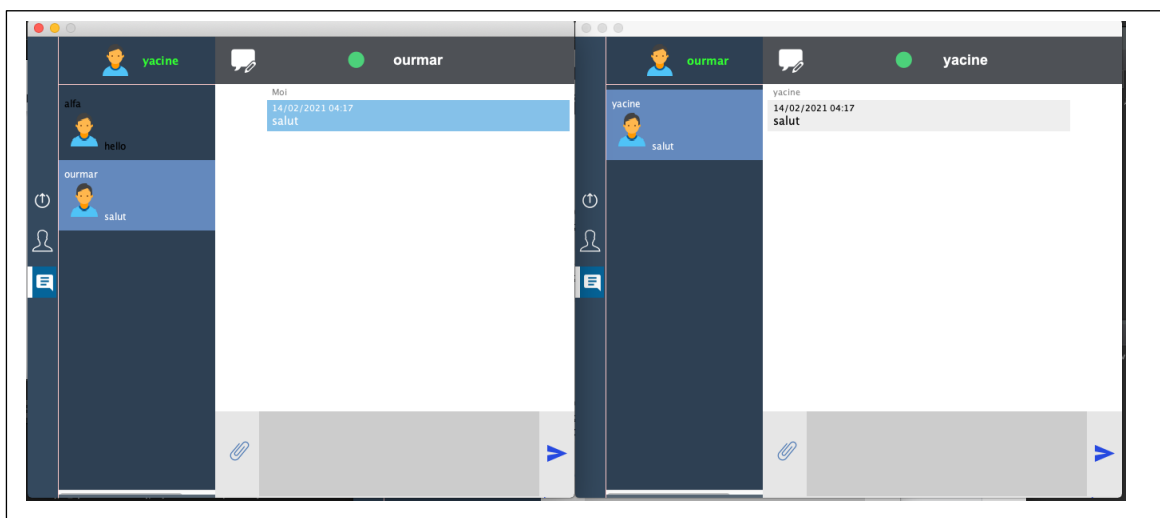 yacine
ourmar
alfa
hello
ourmar
salut
Moi
14/02/2021 04:17
salut
ourmar
yacine
yacine
salut
yacine
14/02/2021 04:17
salut